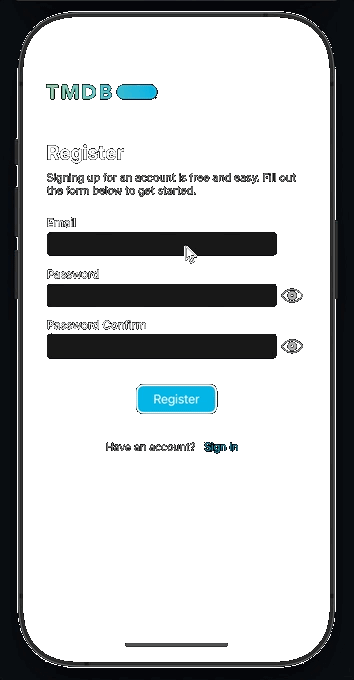 TMDB
Register
Signing up for an account is free and easy. Fill out
the form below to get started.
Email
Password
Password Confirm
Register
Have an account? Sign in